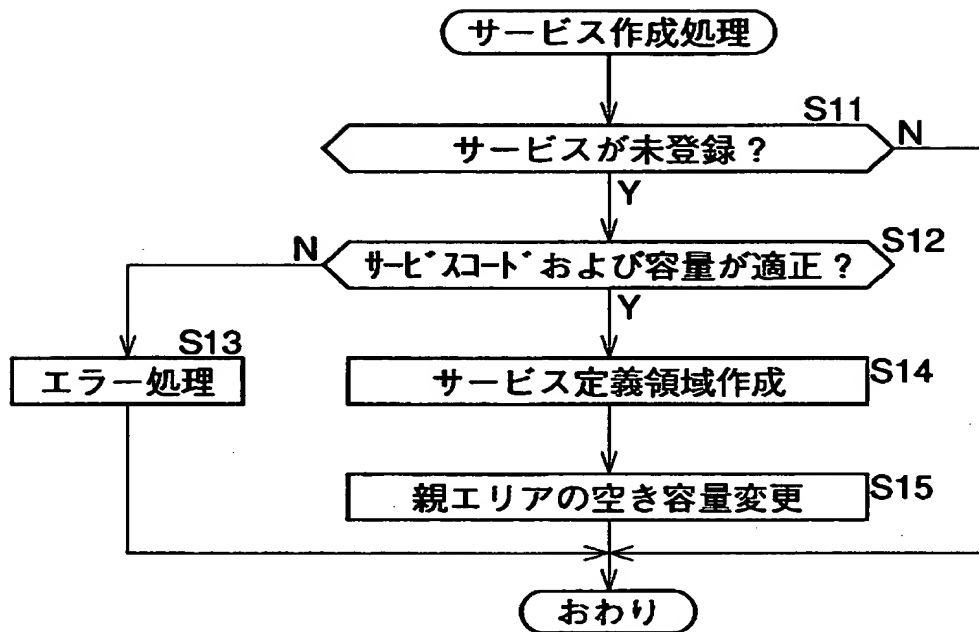 サービス作成処理
S11
サービスが未登録?
N
Y
S12
N
サービスコードおよび容量が適正?
Y
S13
エラー処理
サービス定義領域作成
S14
親エリアの空き容量変更
S15
おわり